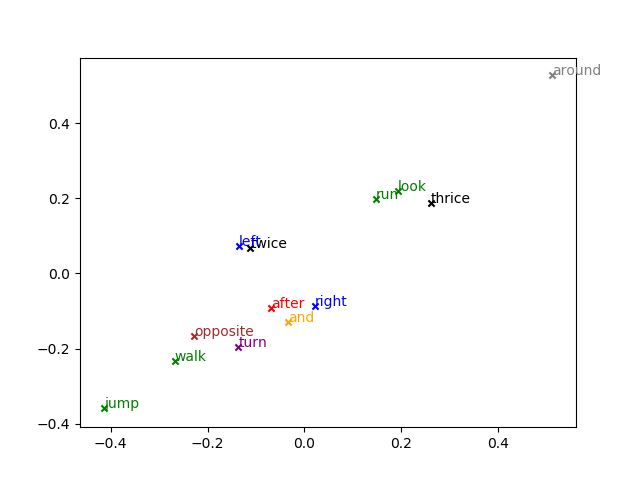 around
0.4
look
run
0.2
thrice
left
twice
0.0
after
right
and
opposite
−0.2
turn
walk
jump
−0.4
−0.4 −0.2 0.0 0.2 0.4